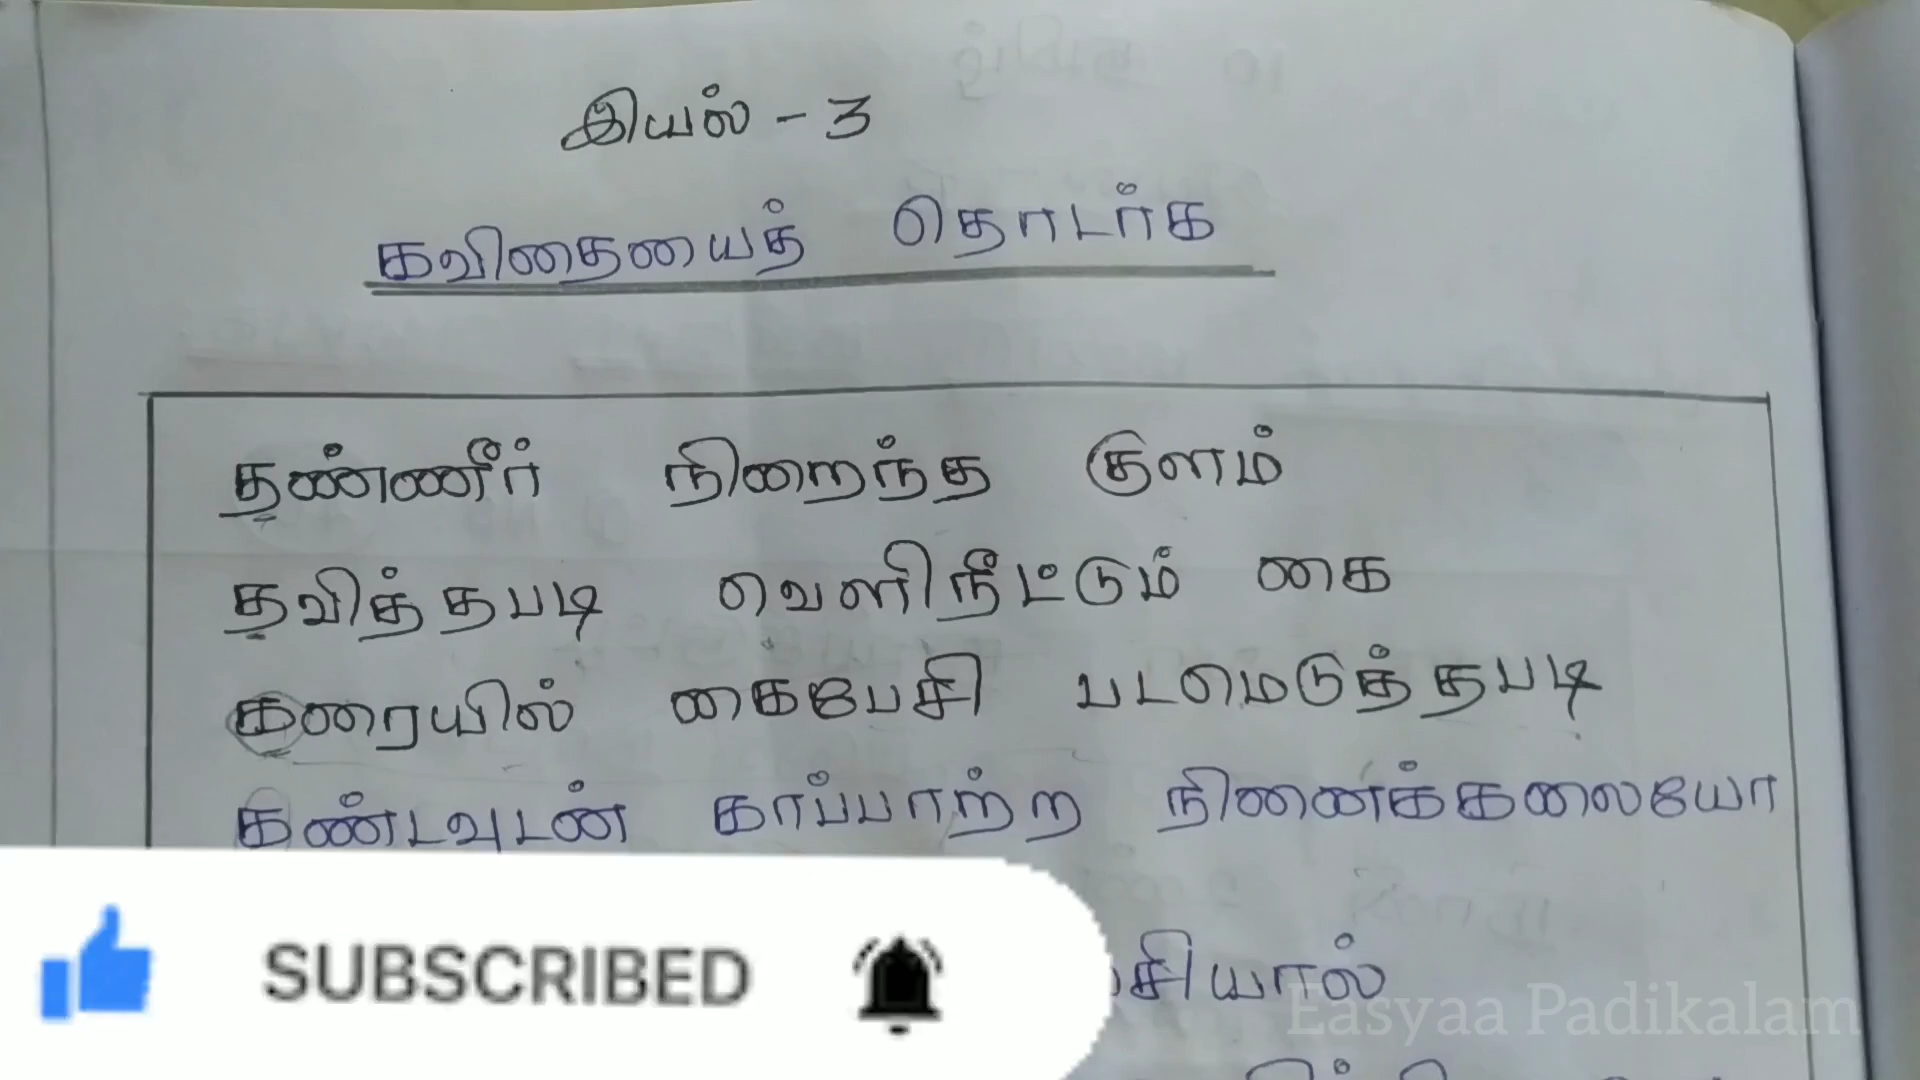 இயல் - 3
கவிதையைத் தொடர்க
தண்ணீர் நிறைந்த குளம்
தவித்தபடி வெளிநீட்டும் கை
கரையில் கைபேசி படமெடுத்தபடி
கண்டவுடன் காப்பாற்ற நினைக்கலையோ
SUBSCRIBED
Easyaa Padikalam